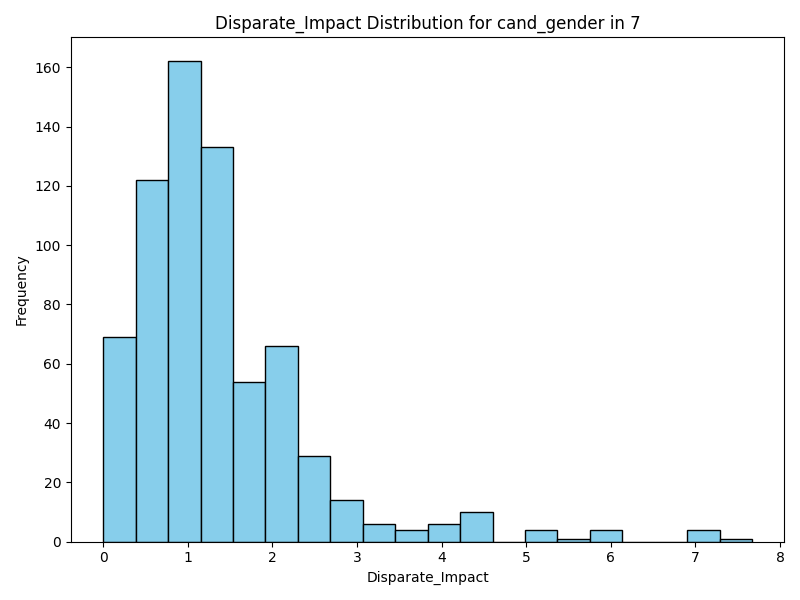 Disparate_Impact Distribution for cand_gender in 7
Frequency
160
140
120
100
80
60
40
20
0
0 1 2 3 4 5 6 7 8
Disparate_Impact